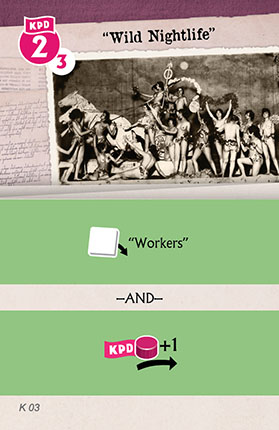 KPD
2
3
“Wild Nightlife”
“Workers”
–AND–
KPD +1
K 03